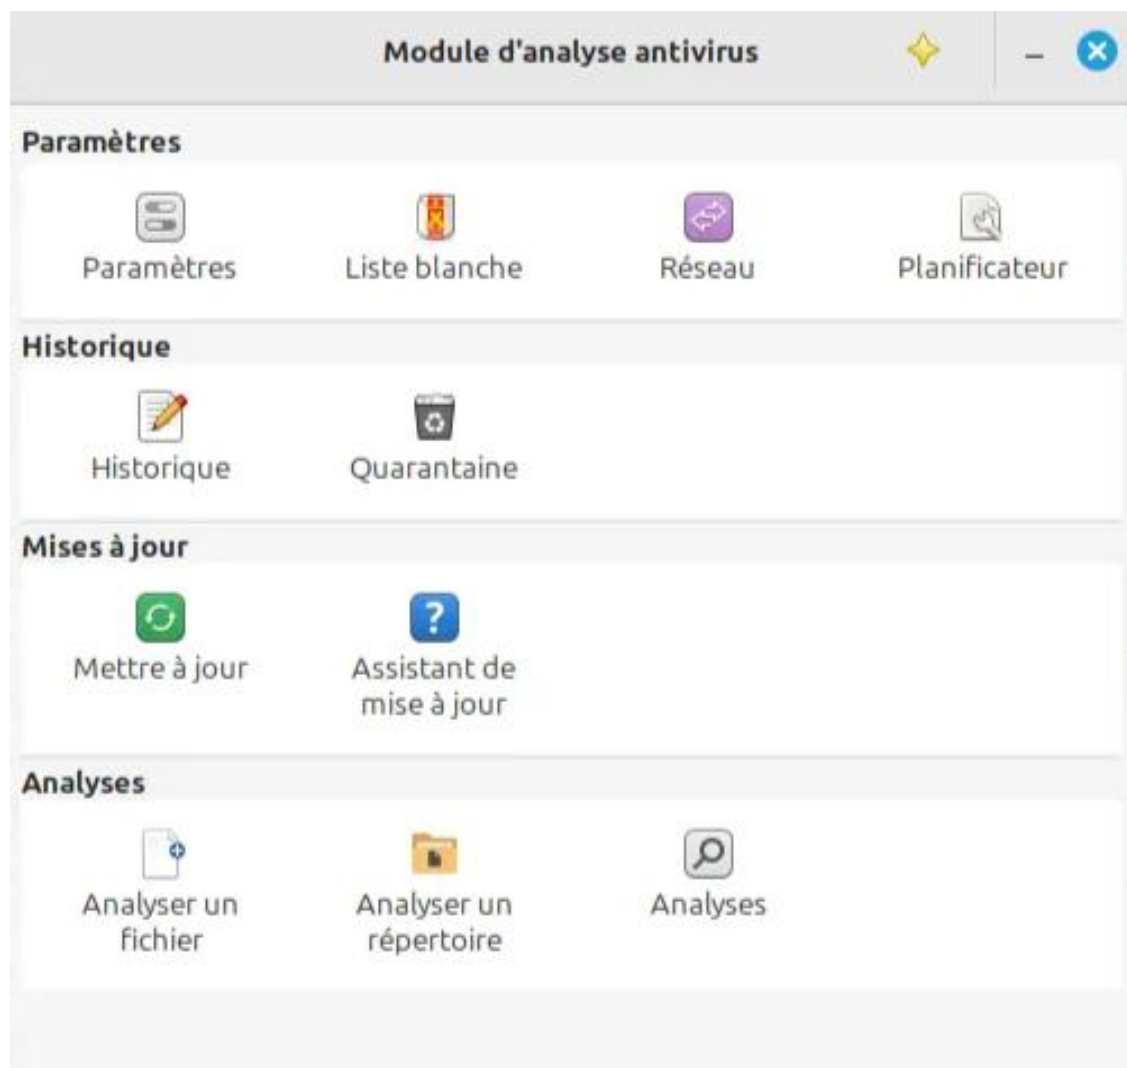 Module d'analyse antivirus
Paramètres
Paramètres
Liste blanche
Réseau
Planificateur
Historique
Historique
Quarantaine
Mises à jour
Mettre à jour
Assistant de
mise à jour
Analyses
Analyser un
fichier
Analyser un
répertoire
Analyses